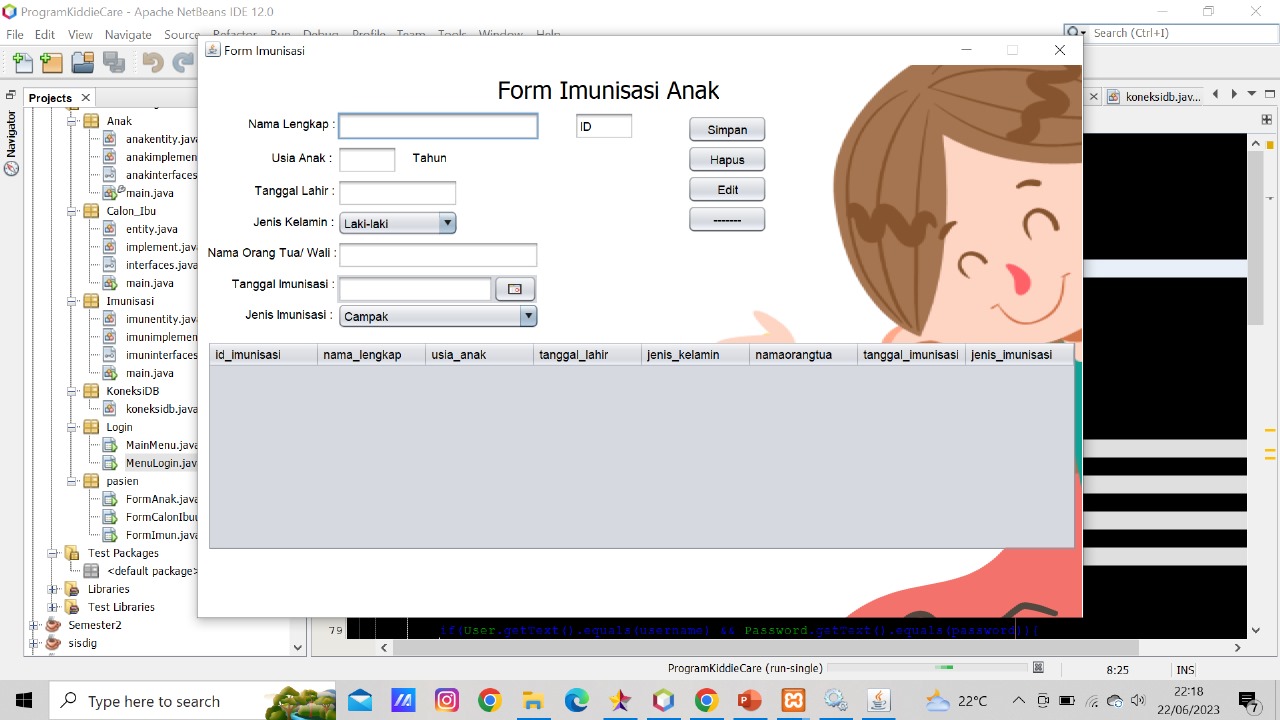 ProgramKiddieCare - Apache NetBeans IDE 12.0
File Edit View Navigate Source Refactor Run Debug Profile Team Tools Window Help
Search (Ctrl+I)
Form Imunisasi
Projects
koneksidb.jav...
Navigator
Anak
anakentity.
anakimplemen
anakinterfaces
main.java
Calon_Ibu
entity.java
implement.java
interfaces.java
main.java
Imunisasi
imunentity.java
imunimplemen
imuninterfaces
main.java
KoneksiDB
koneksidb.java
Login
MainMenu.java
MenuLogin.java
pasien
FormAnak.java
FormCalonIbuu
FormImun.java
Test Packages
<default package>
Libraries
Test Libraries
Semester2
sisdig
Form Imunisasi Anak
Nama Lengkap :
ID
Simpan
Usia Anak :
Tahun
Hapus
Tanggal Lahir :
Edit
Jenis Kelamin :
Laki-laki
-------
Nama Orang Tua/ Wali :
Tanggal Imunisasi :
Jenis Imunisasi :
Campak
id_imunisasi nama_lengkap usia_anak tanggal_lahir jenis_kelamin namaorangtua tanggal_imunisasi jenis_imunisasi
79 if(User.getText().equals(username) && Password.getText().equals(password)){
ProgramKiddieCare (run-single)
8:25
INS
Type here to search
22°C
22:18
22/06/2023
7